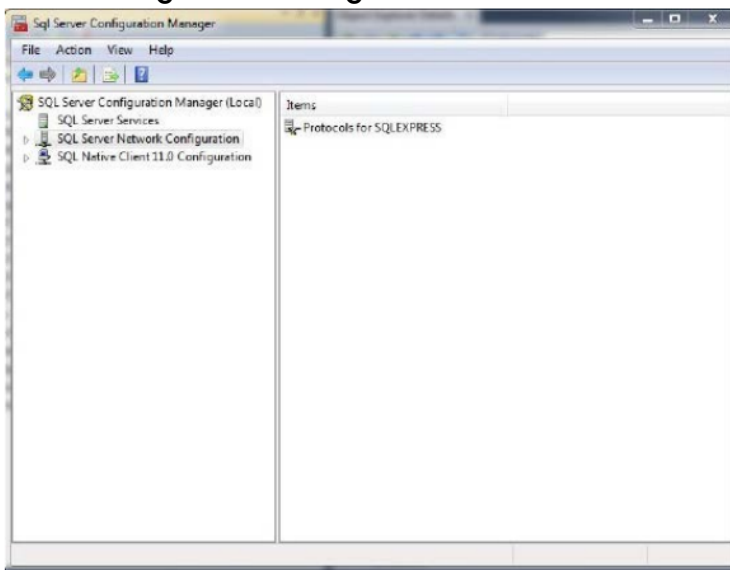 Sql Server Configuration Manager
File Action View Help
SQL Server Configuration Manager (Local)
SQL Server Services
SQL Server Network Configuration
SQL Native Client 11.0 Configuration
Items
Protocols for SQLEXPRESS